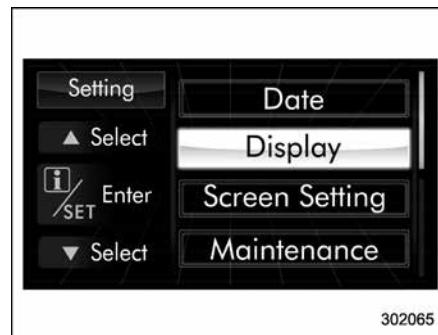 Setting
▲ Select
i/SET Enter
▼ Select
Date
Display
Screen Setting
Maintenance
302065